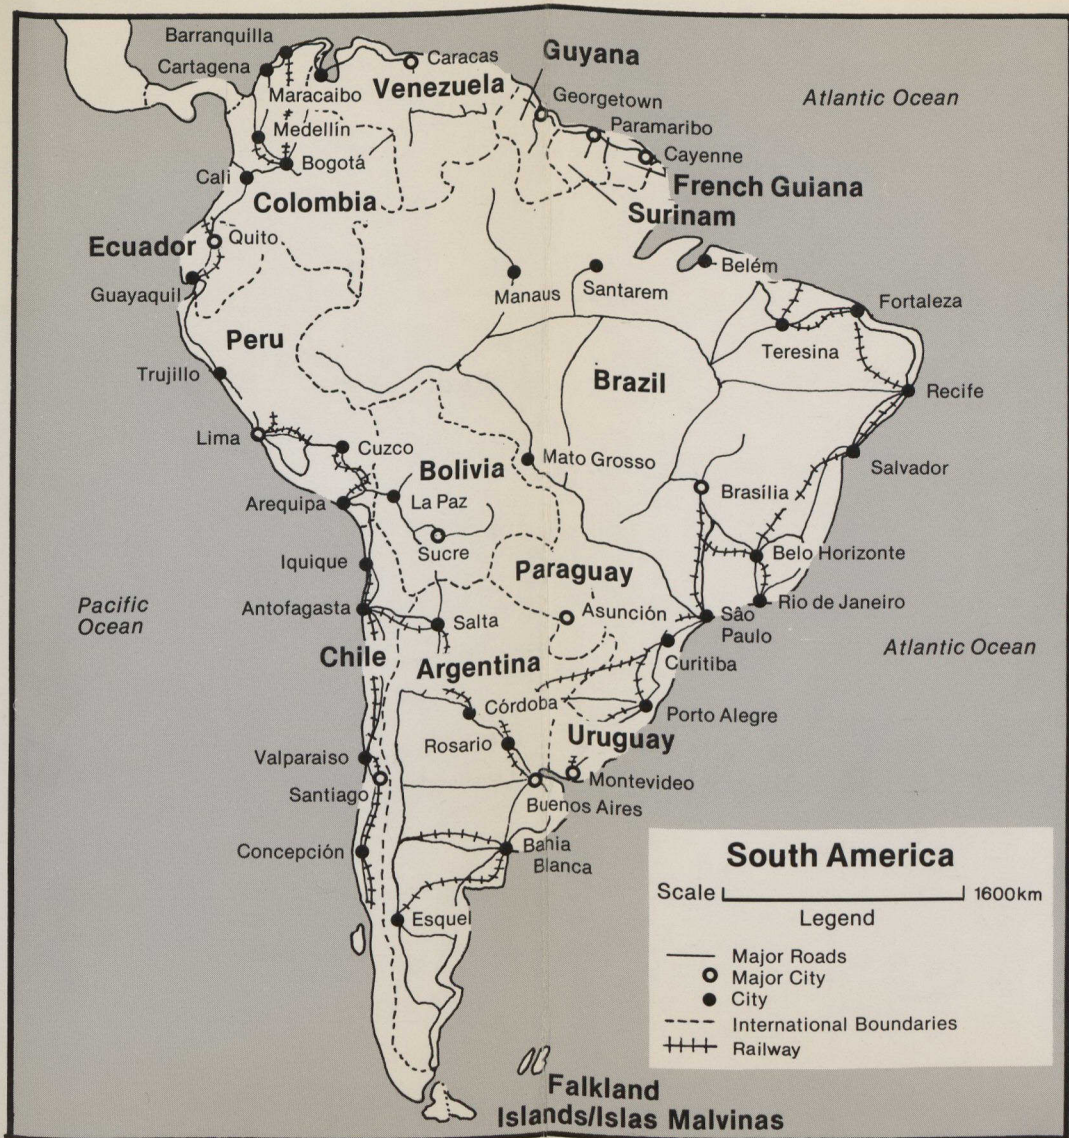 Barranquilla
Cartagena
Maracaibo
Caracas
Venezuela
Guyana
Georgetown
Paramaribo
Cayenne
French Guiana
Surinam
Atlantic Ocean
Medellín
Bogotá
Cali
Colombia
Ecuador
Quito
Guayaquil
Manaus
Santarem
Belém
Fortaleza
Teresina
Peru
Trujillo
Brazil
Recife
Lima
Cuzco
Bolivia
Mato Grosso
Salvador
Arequipa
La Paz
Brasília
Sucre
Iquique
Paraguay
Belo Horizonte
Pacific
Ocean
Antofagasta
Salta
Asunción
Rio de Janeiro
Sâo
Paulo
Atlantic Ocean
Chile
Argentina
Curitiba
Córdoba
Porto Alegre
Rosario
Uruguay
Valparaiso
Santiago
Montevideo
Buenos Aires
Concepción
Bahia
Blanca
Esquel
South America
Scale 1600km
Legend
Major Roads
Major City
City
International Boundaries
Railway
Falkland
Islands/Islas Malvinas